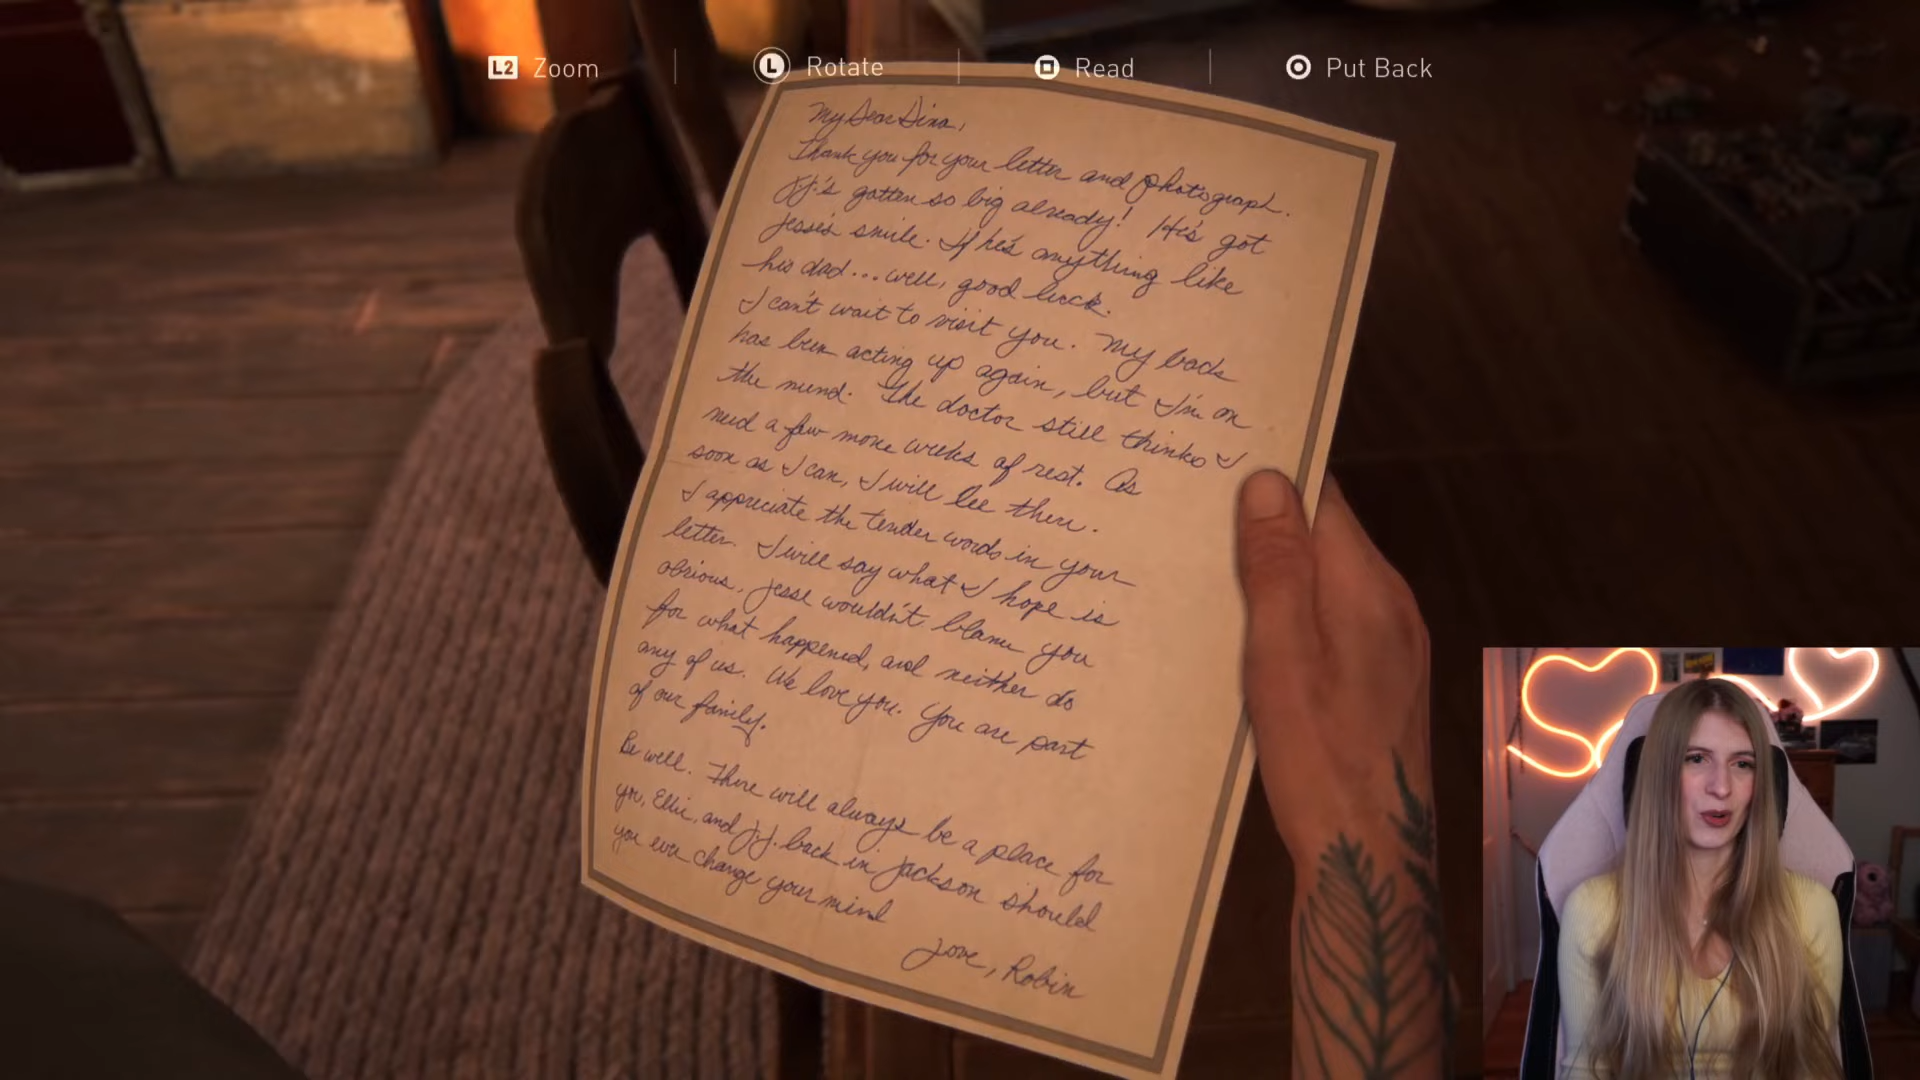 L2 Zoom L Rotate Read Put Back
My Dear Dina,
Thank you for your letter and photograph.
JJ.'s gotten so big already! He's got
Jesse's smile. If he's anything like
his dad... well, good luck.
I can't wait to visit you. My back
has been acting up again, but I'm on
the mend. The doctor still thinks I
need a few more weeks of rest. As
soon as I can, I will be there.
I appreciate the tender words in your
letter. I will say what I hope is
obvious, Jesse wouldn't blame you
for what happened, and neither do
any of us. We love you. You are part
of our family.
Be well. There will always be a place for
you, Ellie, and J.J. back in Jackson should
you ever change your mind
Love, Robin